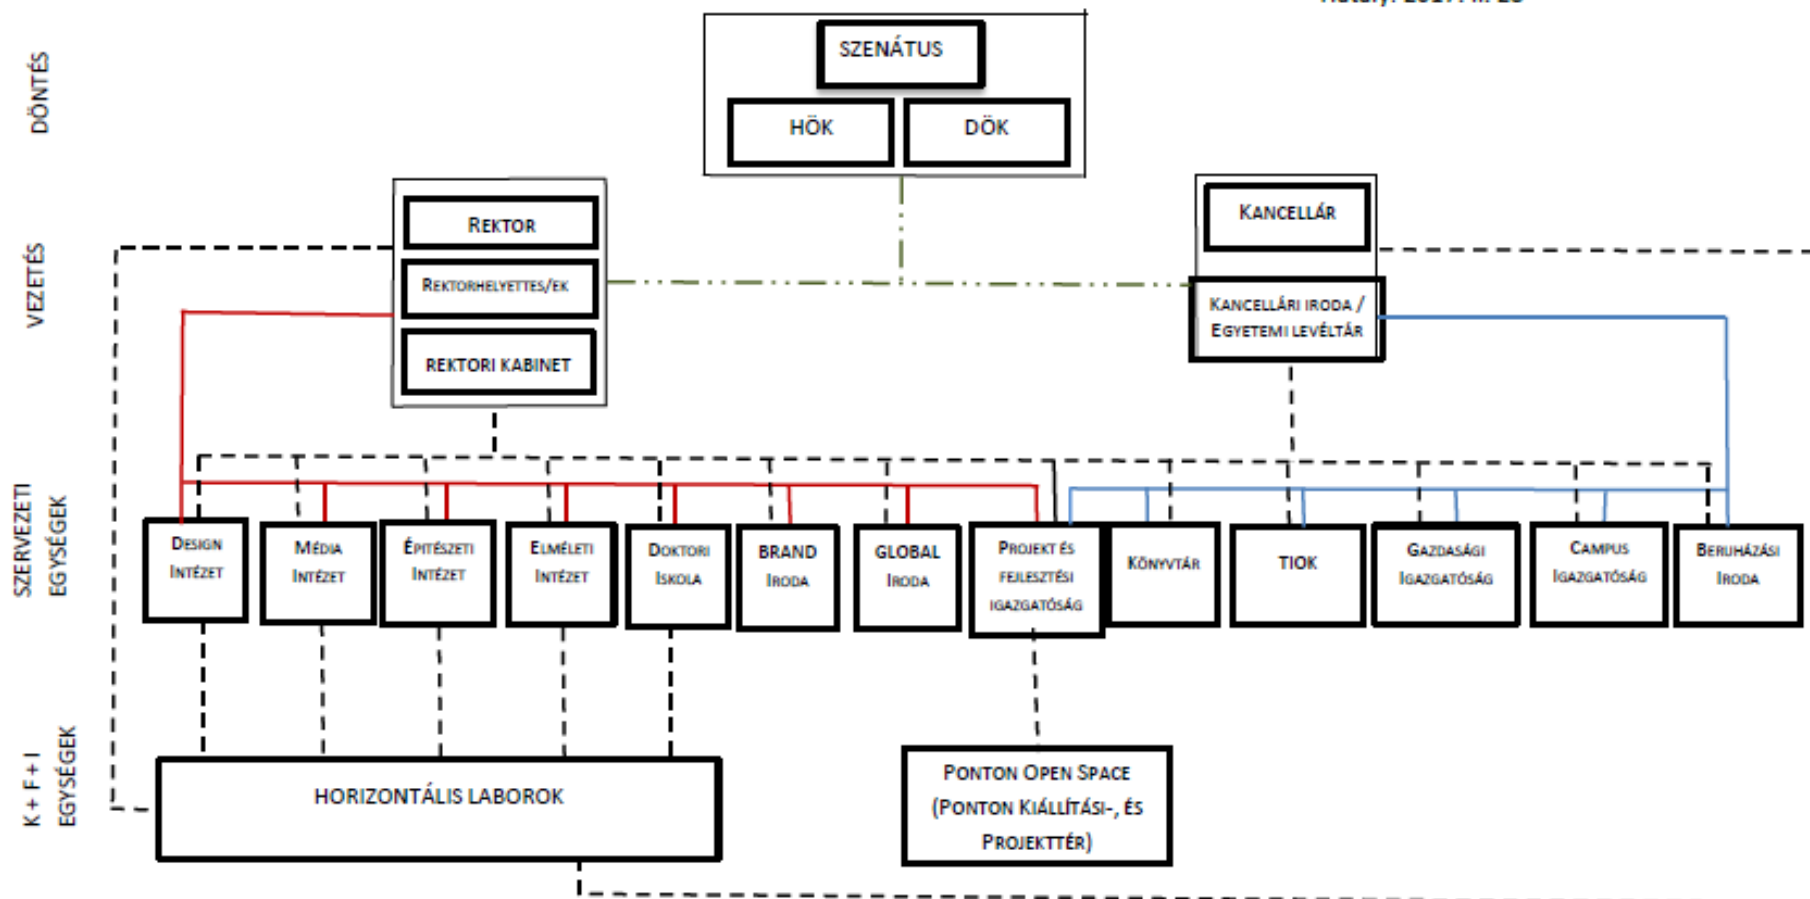 DÖNTÉS
SZENÁTUS
HÖK
DÖK
VEZETÉS
REKTOR
REKTORHELYETTES/EK
REKTORI KABINET
KANCELLÁR
KANCELLÁRI IRODA /
EGYETEMI LEVÉLTÁR
SZERVEZETI
EGYSÉGEK
DESIGN
INTÉZET
MÉDIA
INTÉZET
ÉPITÉSZETI
INTÉZET
ELMÉLETI
INTÉZET
DOKTORI
ISKOLA
BRAND
IRODA
GLOBAL
IRODA
PROJEKT ÉS
FEJLESZTÉSI
IGAZGATÓSÁG
KÖNYVTÁR
TIOK
GAZDASÁGI
IGAZGATÓSÁG
CAMPUS
IGAZGATÓSÁG
BERUHÁZÁSI
IRODA
K + F + I
EGYSÉGEK
HORIZONTÁLIS LABOROK
PONTON OPEN SPACE
(PONTON KIÁLLÍTÁSI-, ÉS
PROJEKTTÉR)